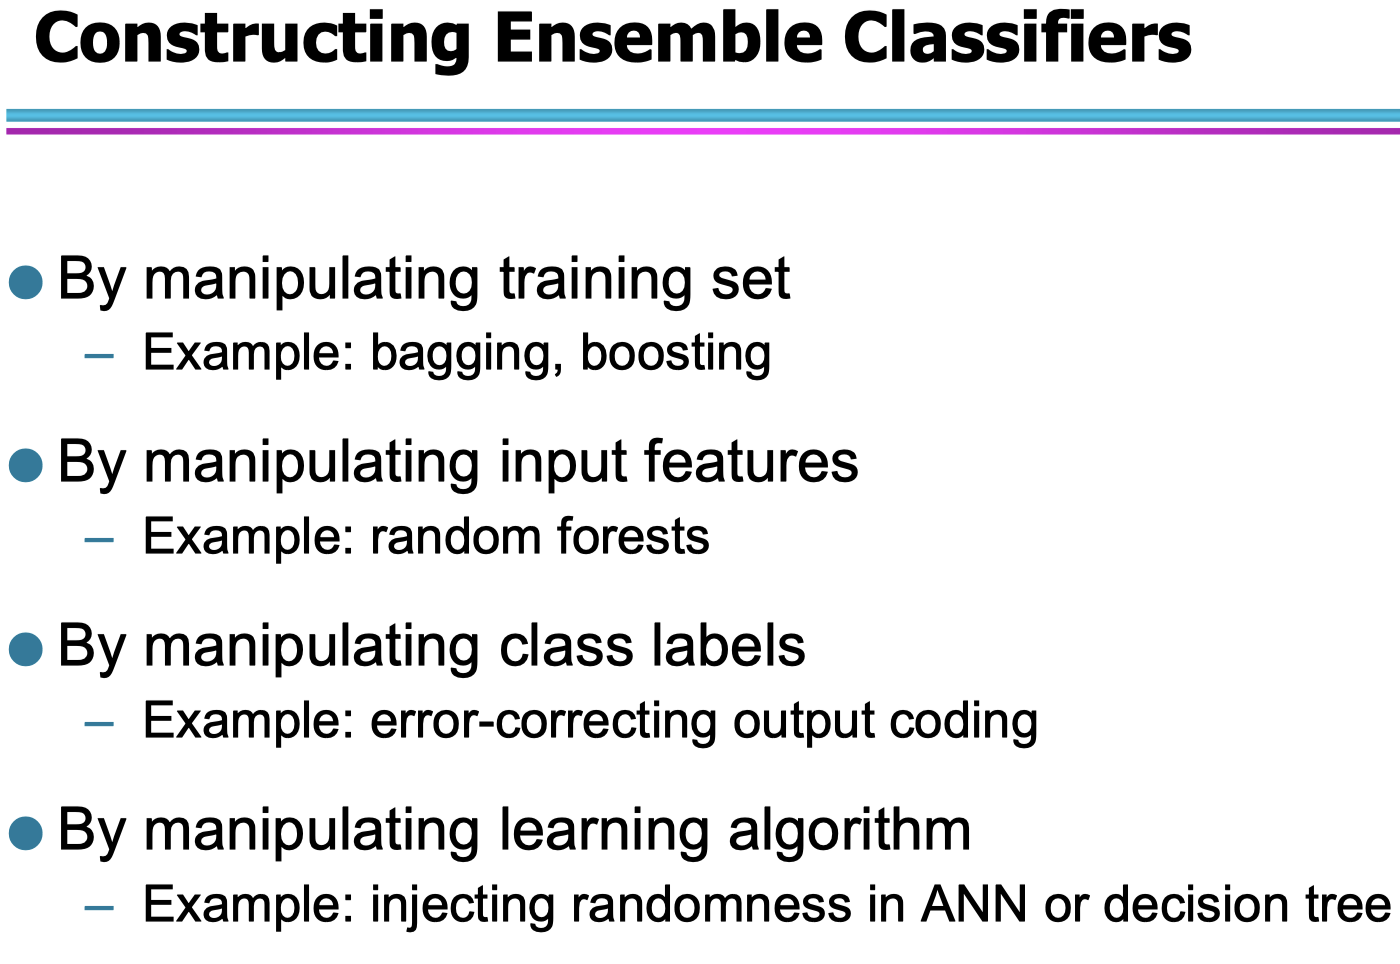 Constructing Ensemble Classifiers
● By manipulating training set
– Example: bagging, boosting
● By manipulating input features
– Example: random forests
● By manipulating class labels
– Example: error-correcting output coding
● By manipulating learning algorithm
– Example: injecting randomness in ANN or decision tree